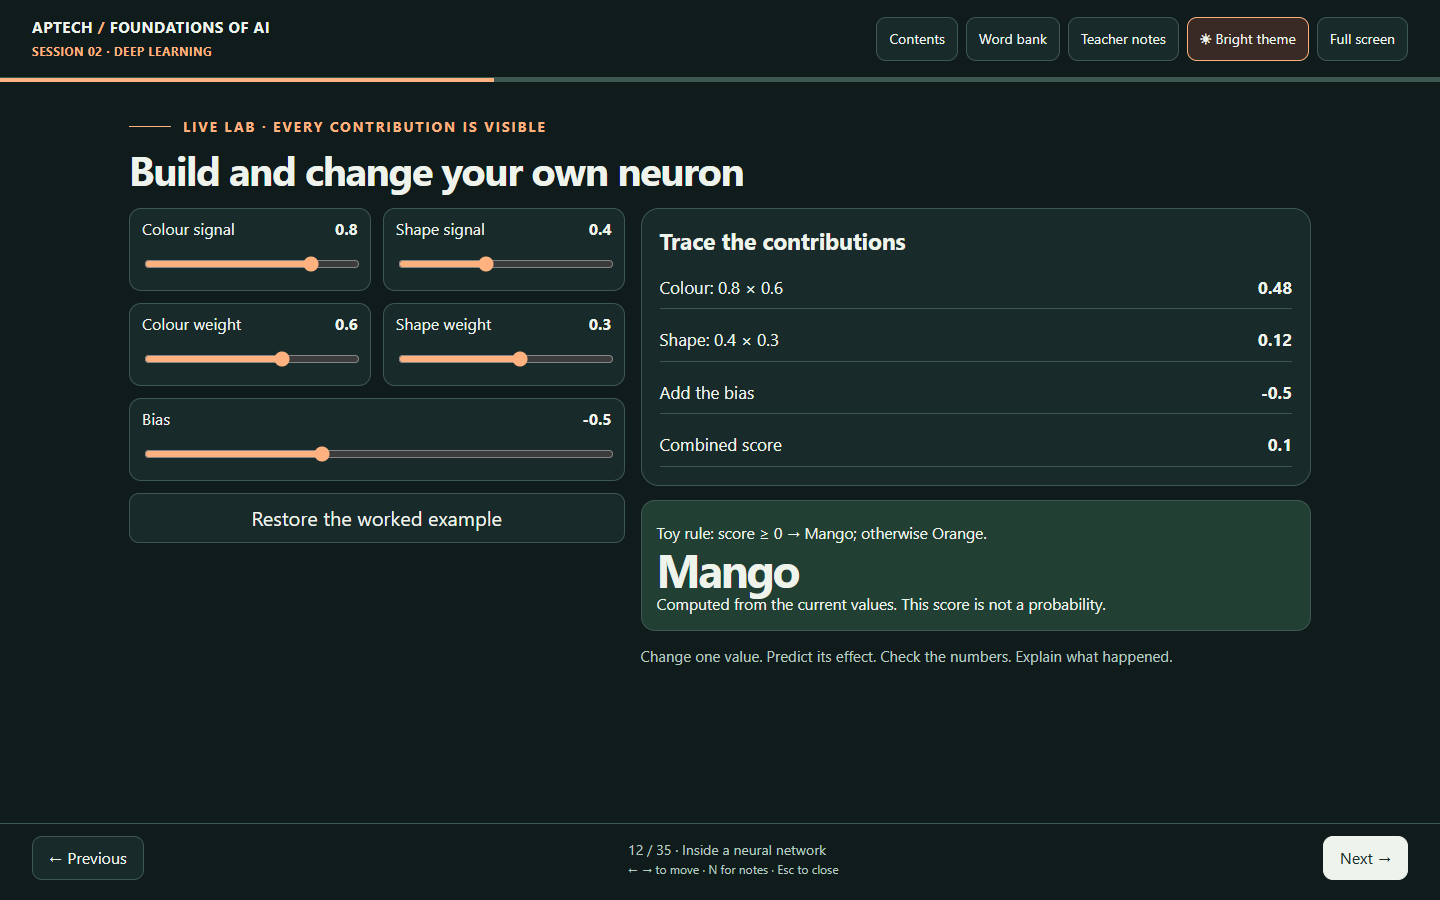 APTECH / FOUNDATIONS OF AI
SESSION 02 · DEEP LEARNING
Contents
Word bank
Teacher notes
☀ Bright theme
Full screen
LIVE LAB · EVERY CONTRIBUTION IS VISIBLE
Build and change your own neuron
Colour signal 0.8
Shape signal 0.4
Colour weight 0.6
Shape weight 0.3
Bias -0.5
Restore the worked example
Trace the contributions
Colour: 0.8 × 0.6 0.48
Shape: 0.4 × 0.3 0.12
Add the bias -0.5
Combined score 0.1
Toy rule: score ≥ 0 → Mango; otherwise Orange.
Mango
Computed from the current values. This score is not a probability.
Change one value. Predict its effect. Check the numbers. Explain what happened.
← Previous
12 / 35 · Inside a neural network
← → to move · N for notes · Esc to close
Next →